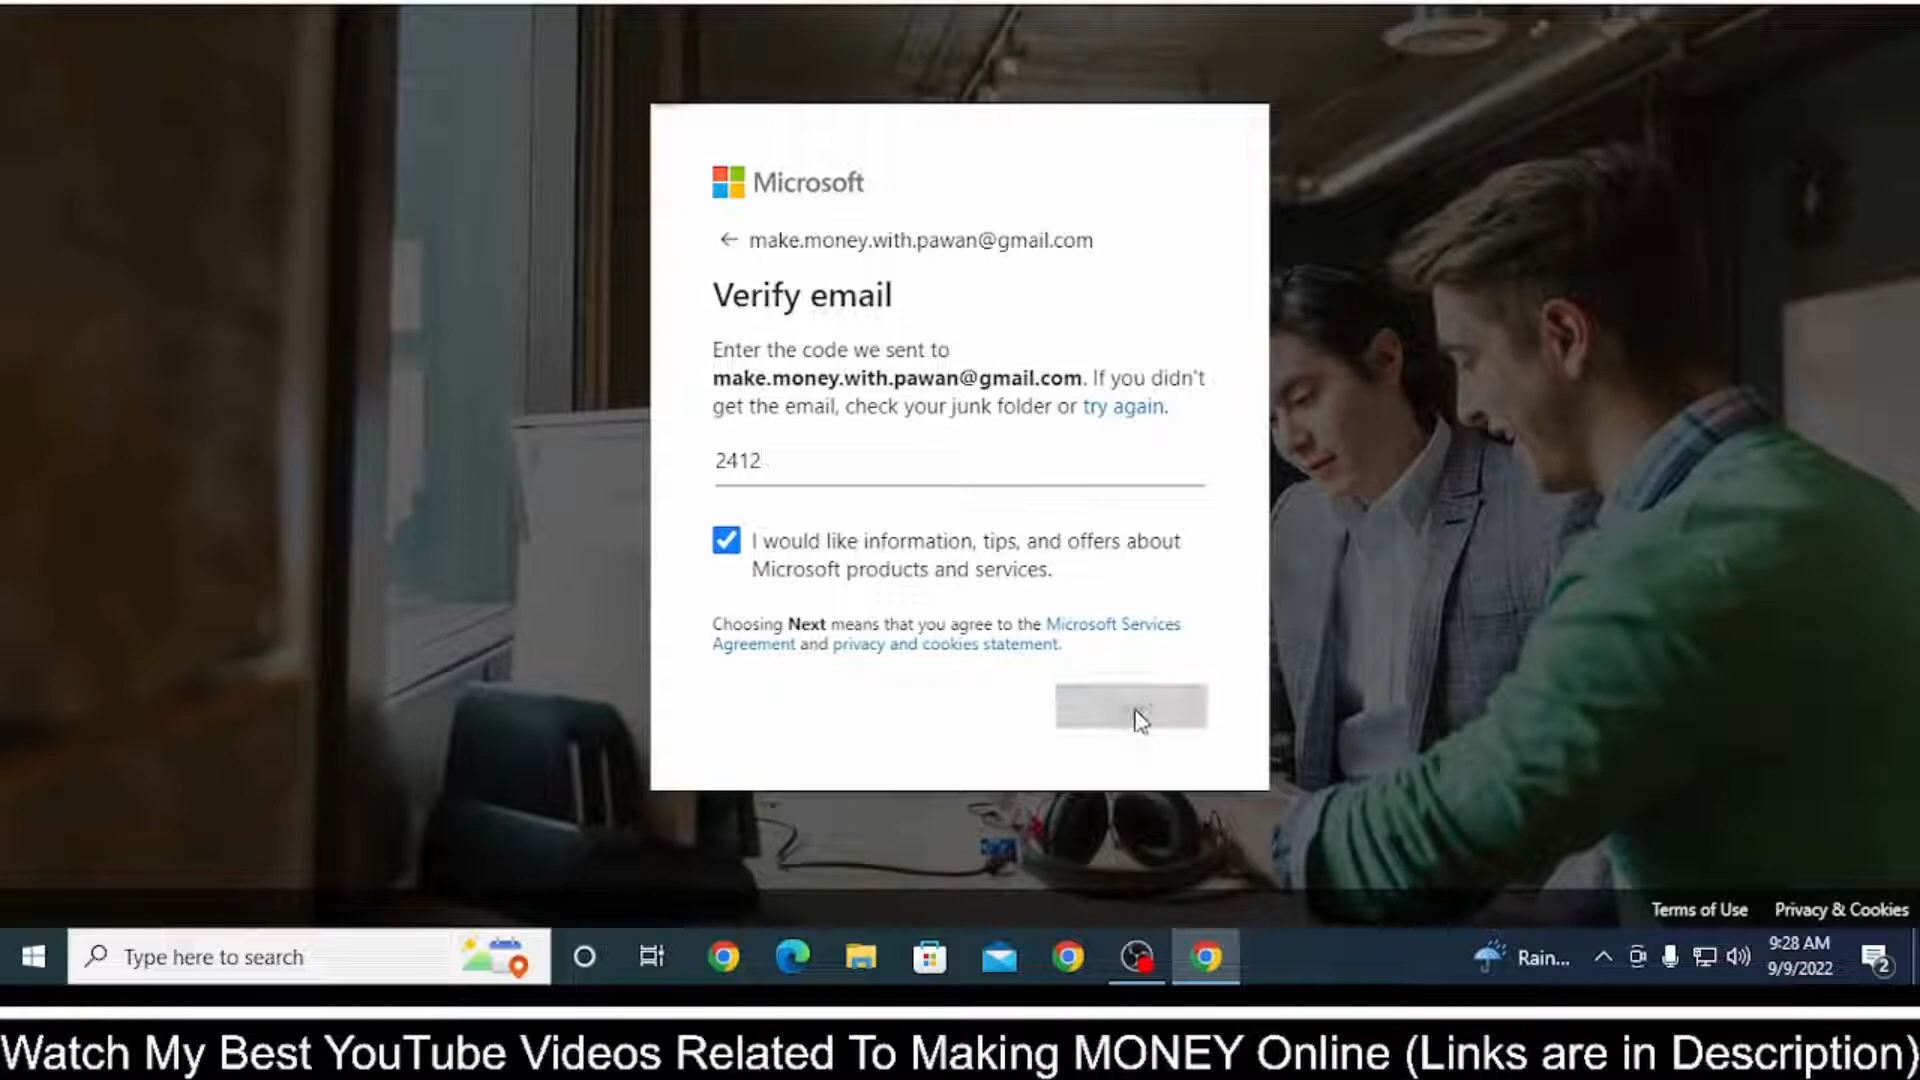 Microsoft
make.money.with.pawan@gmail.com
Verify email
Enter the code we sent to
make.money.with.pawan@gmail.com. If you didn't
get the email, check your junk folder or try again.
2412
I would like information, tips, and offers about
Microsoft products and services.
Choosing Next means that you agree to the Microsoft Services
Agreement and privacy and cookies statement.
Terms of Use Privacy & Cookies
Type here to search
Rain...
9:28 AM
9/9/2022
2
Watch My Best YouTube Videos Related To Making MONEY Online (Links are in Description)